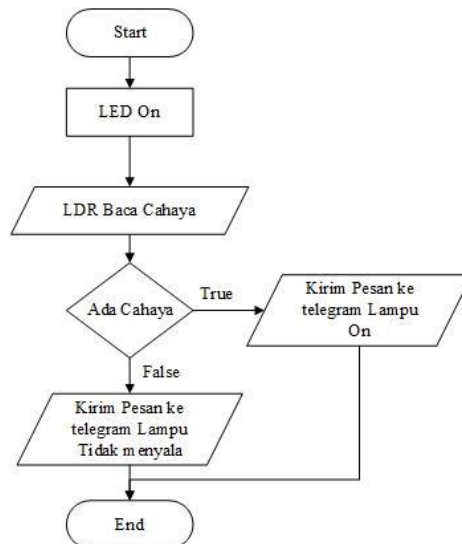 Start
LED On
LDR Baca Cahaya
Ada Cahaya
True
Kirim Pesan ke
telegram Lampu
On
False
Kirim Pesan ke
telegram Lampu
Tidak menyala
End